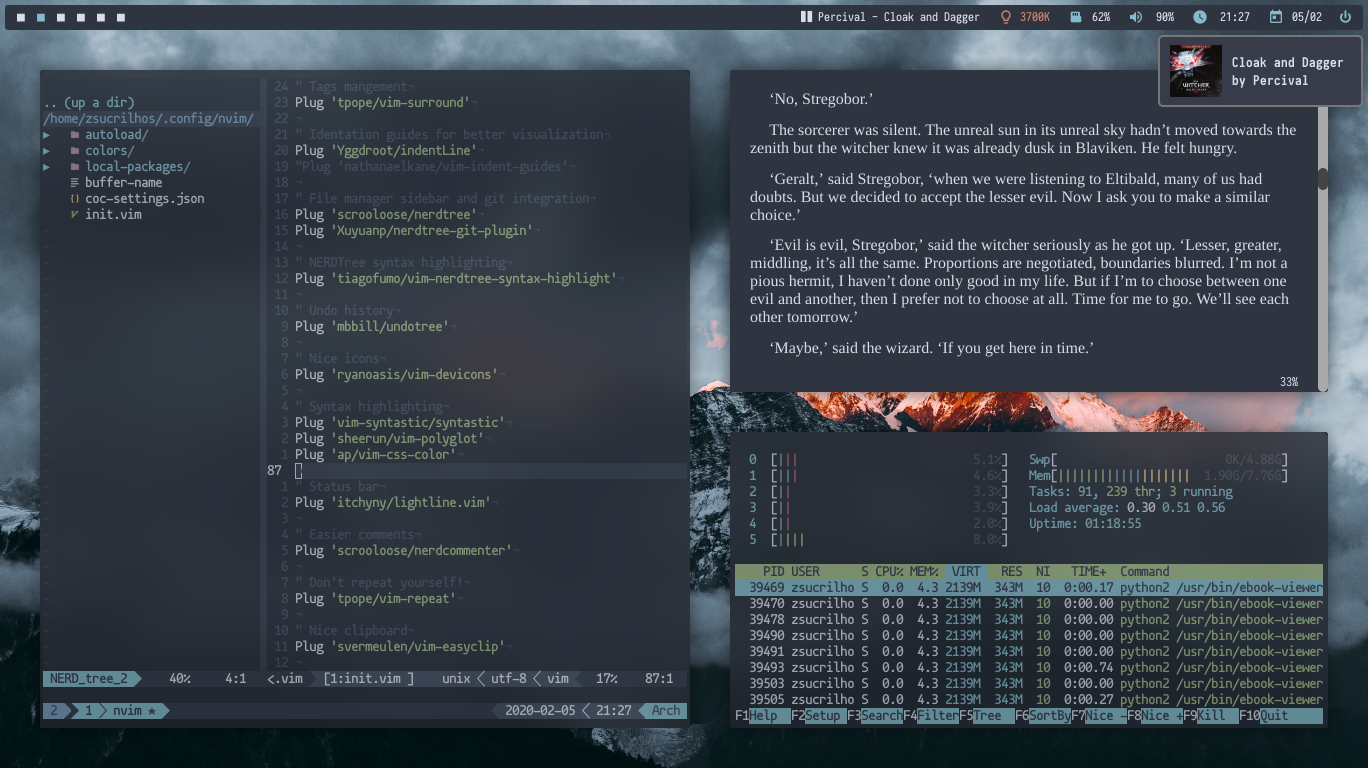 Percival - Cloak and Dagger 3700K 62% 90% 21:27 05/02
Cloak and Dagger
by Percival
.. (up a dir)
/home/zsucrilhos/.config/nvim/
autoload/
colors/
local-packages/
buffer-name
coc-settings.json
init.vim
24 " Tags mangement¬
23 Plug 'tpope/vim-surround'¬
22 ¬
21 " Identation guides for better visualization¬
20 Plug 'Yggroot/indentLine'¬
19 "Plug 'nathanaelkane/vim-indent-guides'¬
18 ¬
17 " File manager sidebar and git integration¬
16 Plug 'scrooloose/nerdtree'¬
15 Plug 'Xuyuanp/nerdtree-git-plugin'¬
14 ¬
13 " NERDTree syntax highlighting¬
12 Plug 'tiagofumo/vim-nerdtree-syntax-highlight'¬
11 ¬
10 " Undo history¬
9 Plug 'mbbill/undotree'¬
8 ¬
7 " Nice icons¬
6 Plug 'ryanoasis/vim-devicons'¬
5 ¬
4 " Syntax highlighting¬
3 Plug 'vim-syntastic/syntastic'¬
2 Plug 'sheerun/vim-polyglot'¬
1 Plug 'ap/vim-css-color'¬
87
1 " Status bar¬
2 Plug 'itchyny/lightline.vim'¬
3 ¬
4 " Easier comments¬
5 Plug 'scrooloose/nerdcommenter'¬
6 ¬
7 " Don't repeat yourself!¬
8 Plug 'tpope/vim-repeat'¬
9 ¬
10 " Nice clipboard¬
11 Plug 'svermeulen/vim-easyclip'¬
12 ¬
NERD_tree_2 40% 4:1 <.vim [1:init.vim ] unix utf-8 vim 17% 87:1
2 1 nvim * 2020-02-05 21:27 Arch
‘No, Stregobor.’
The sorcerer was silent. The unreal sun in its unreal sky hadn’t moved towards the
zenith but the witcher knew it was already dusk in Blaviken. He felt hungry.
‘Geralt,’ said Stregobor, ‘when we were listening to Eltibald, many of us had
doubts. But we decided to accept the lesser evil. Now I ask you to make a similar
choice.’
‘Evil is evil, Stregobor,’ said the witcher seriously as he got up. ‘Lesser, greater,
middling, it’s all the same. Proportions are negotiated, boundaries blurred. I’m not a
pious hermit, I haven’t done only good in my life. But if I’m to choose between one
evil and another, then I prefer not to choose at all. Time for me to go. We’ll see each
other tomorrow.’
‘Maybe,’ said the wizard. ‘If you get here in time.’
33%
0 [||| 5.1%] Swp[ 0K/4.88G]
1 [||| 4.6%] Mem[||||||||||||||||||| 1.90G/7.76G]
2 [|| 3.3%] Tasks: 91, 239 thr; 3 running
3 [|| 3.9%] Load average: 0.30 0.51 0.56
4 [|| 2.0%] Uptime: 01:18:55
5 [|||| 8.0%]
PID USER S CPU% MEM% VIRT RES NI TIME+ Command
39469 zsucrilho S 0.0 4.3 2139M 343M 10 0:00.17 python2 /usr/bin/ebook-viewer
39470 zsucrilho S 0.0 4.3 2139M 343M 10 0:00.00 python2 /usr/bin/ebook-viewer
39478 zsucrilho S 0.0 4.3 2139M 343M 10 0:00.00 python2 /usr/bin/ebook-viewer
39490 zsucrilho S 0.0 4.3 2139M 343M 10 0:00.00 python2 /usr/bin/ebook-viewer
39491 zsucrilho S 0.0 4.3 2139M 343M 10 0:00.00 python2 /usr/bin/ebook-viewer
39493 zsucrilho S 0.0 4.3 2139M 343M 10 0:00.74 python2 /usr/bin/ebook-viewer
39503 zsucrilho S 0.0 4.3 2139M 343M 10 0:00.00 python2 /usr/bin/ebook-viewer
39505 zsucrilho S 0.0 4.3 2139M 343M 10 0:00.27 python2 /usr/bin/ebook-viewer
F1Help F2Setup F3SearchF4FilterF5Tree F6SortByF7Nice -F8Nice +F9Kill F10Quit